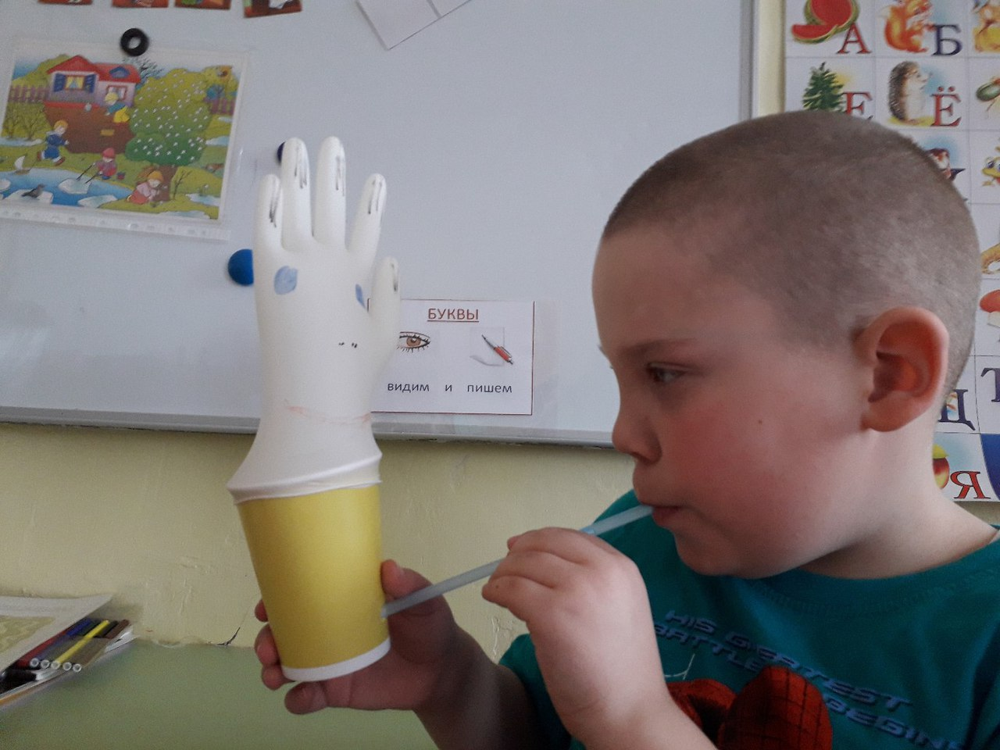 А Б
Е Ё
БУКВЫ
видим и пишем
Ц
Я
HIS GREATEST
BATTLE
BEGINS